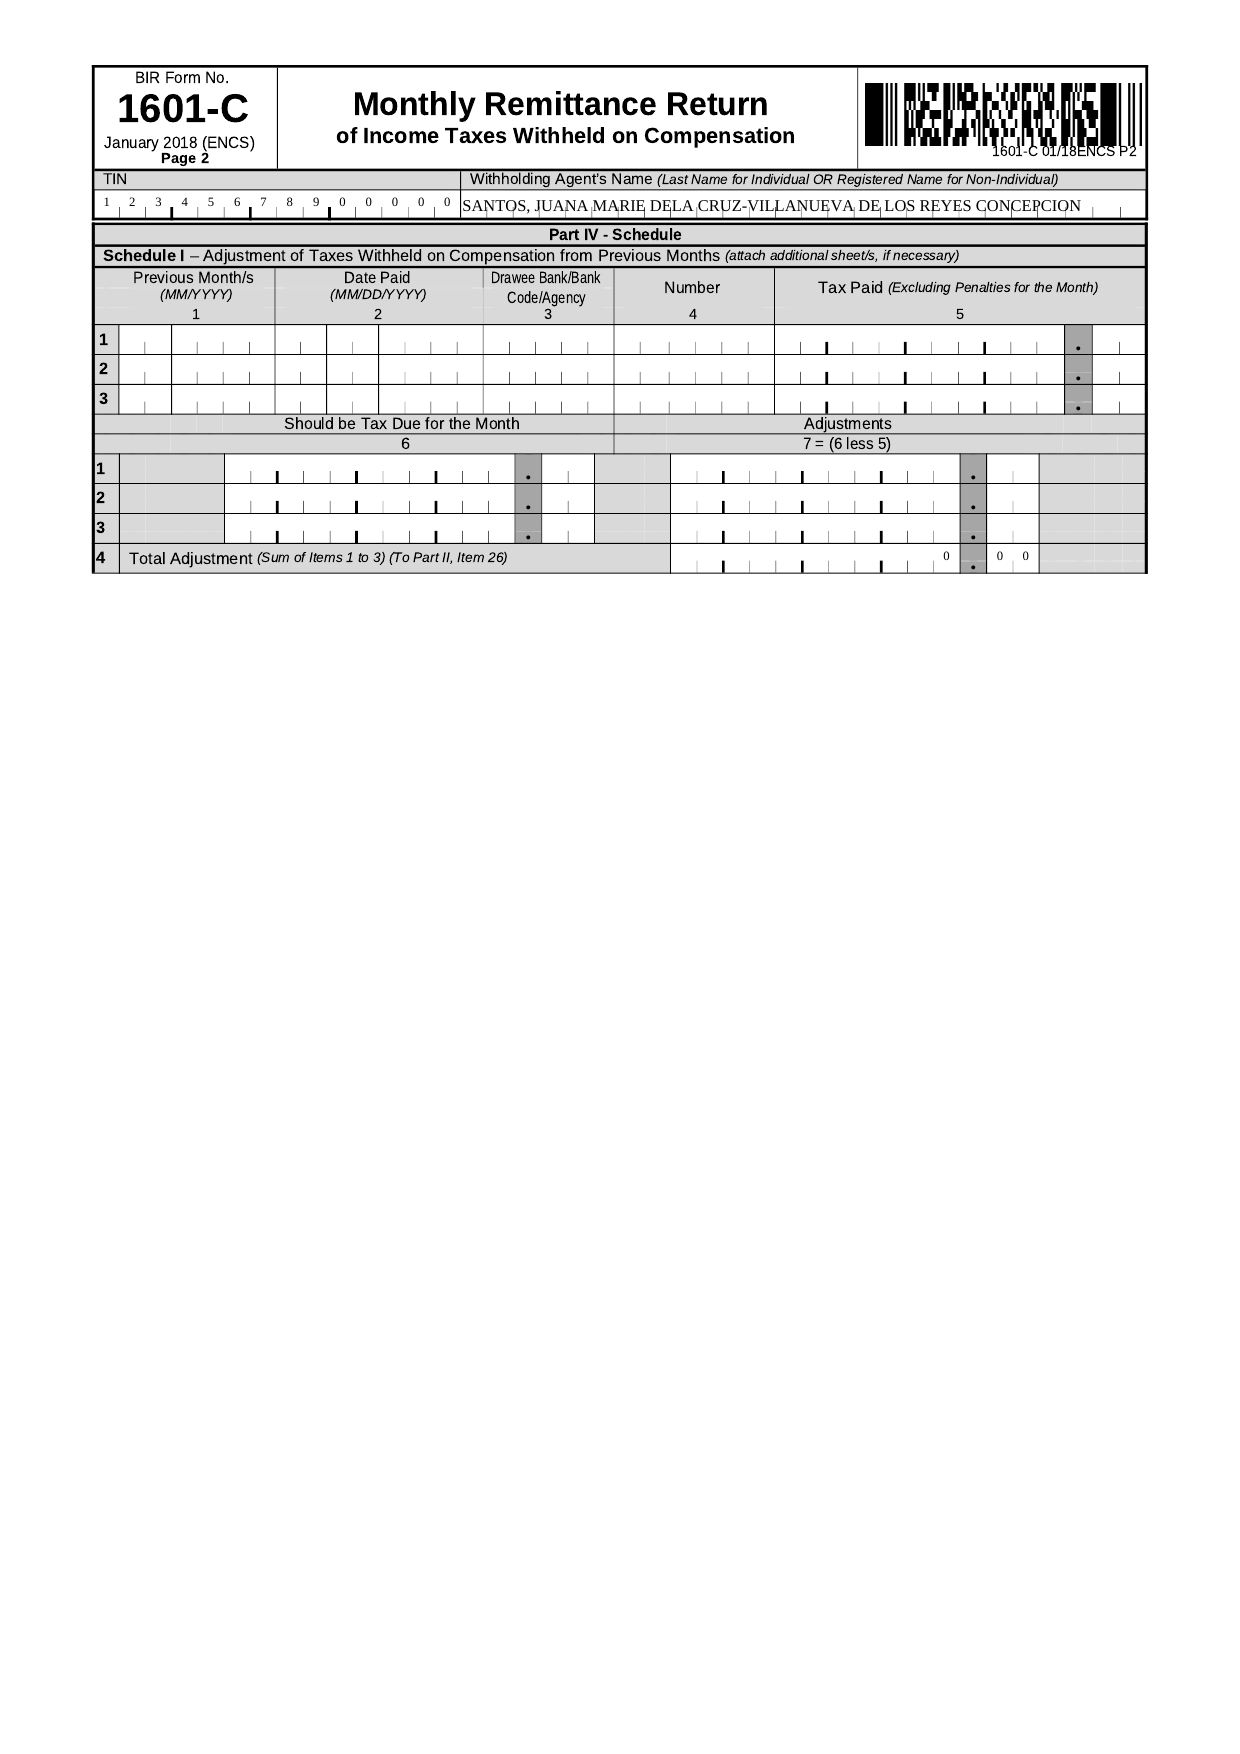 BIR Form No.
1601-C
January 2018 (ENCS)
Page 2
Monthly Remittance Return
of Income Taxes Withheld on Compensation
1601-C 01/18ENCS P2
TIN
Withholding Agent's Name (Last Name for Individual OR Registered Name for Non-Individual)
1 2 3 4 5 6 7 8 9 0 0 0 0 0
SANTOS, JUANA MARIE DELA CRUZ-VILLANUEVA DE LOS REYES CONCEPCION
Part IV - Schedule
Schedule I – Adjustment of Taxes Withheld on Compensation from Previous Months (attach additional sheet/s, if necessary)
Previous Month/s
(MM/YYYY)
1
Date Paid
(MM/DD/YYYY)
2
Drawee Bank/Bank
Code/Agency
3
Number
4
Tax Paid (Excluding Penalties for the Month)
5
1
2
3
Should be Tax Due for the Month
Adjustments
6
7 = (6 less 5)
1
2
3
4 Total Adjustment (Sum of Items 1 to 3) (To Part II, Item 26) 0 . 0 0